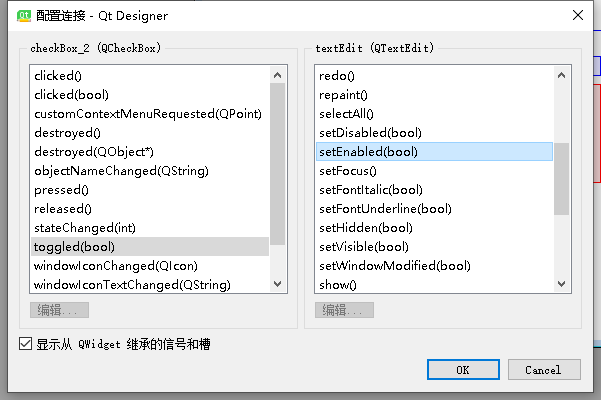 配置连接 - Qt Designer
checkBox_2 (QCheckBox)
clicked()
clicked(bool)
customContextMenuRequested(QPoint)
destroyed()
destroyed(QObject*)
objectNameChanged(QString)
pressed()
released()
stateChanged(int)
toggled(bool)
windowIconChanged(QIcon)
windowIconTextChanged(QString)
编辑...
textEdit (QTextEdit)
redo()
repaint()
selectAll()
setDisabled(bool)
setEnabled(bool)
setFocus()
setFontItalic(bool)
setFontUnderline(bool)
setHidden(bool)
setVisible(bool)
setWindowModified(bool)
show()
编辑...
显示从 QWidget 继承的信号和槽
OK
Cancel